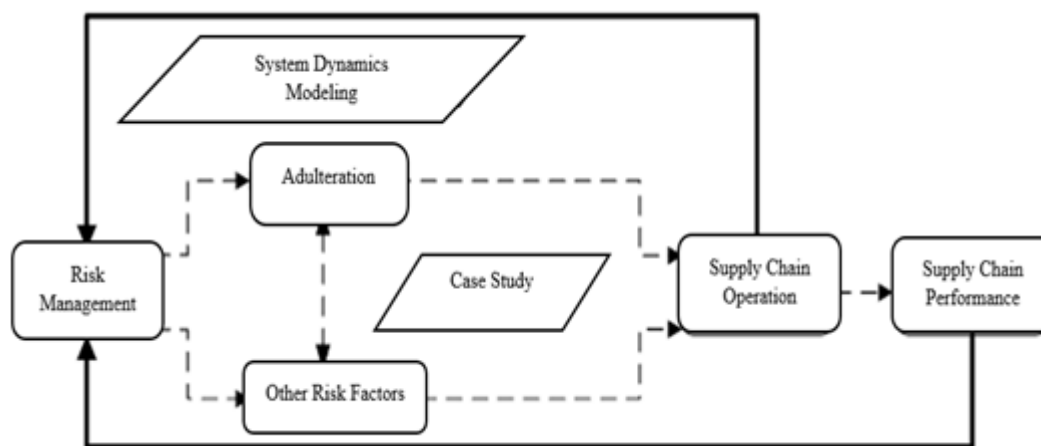 System Dynamics
Modeling
Adulteration
Risk
Management
Case Study
Supply Chain
Operation
Supply Chain
Performance
Other Risk Factors